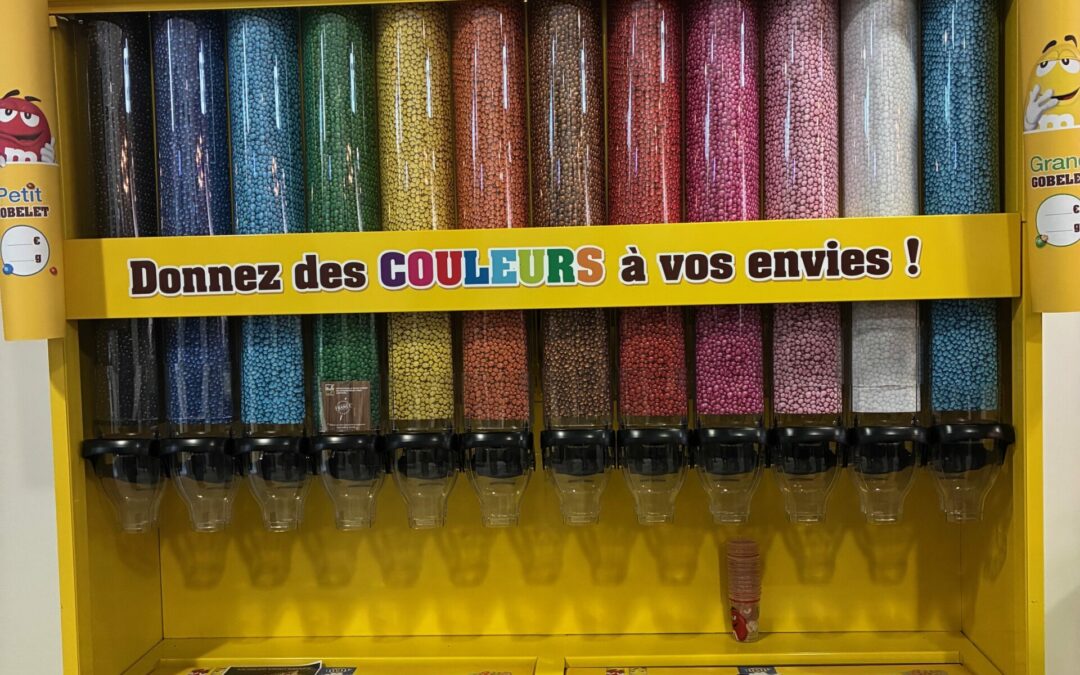 Petit
GOBELET
€
g
Donnez des COULEURS à vos envies !
Grand
GOBELET
€
g